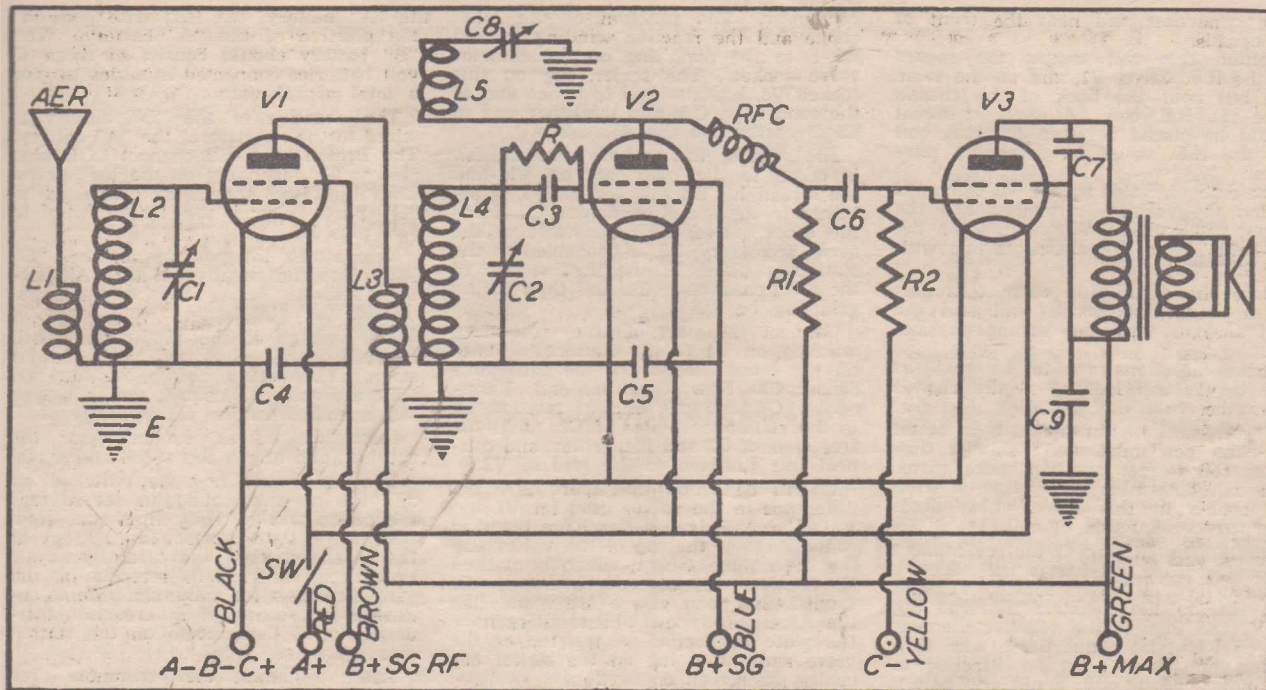 C8
AER
V1
L5
V2
RFC
V3
R
C7
L2
L4
C3
C6
L1
C1
L3
C2
R1
R2
C4
C5
E
C9
BLACK
SW
RED
BROWN
BLUE
YELLOW
GREEN
A-B-C+ A+ B+SG RF B+SG C- B+MAX